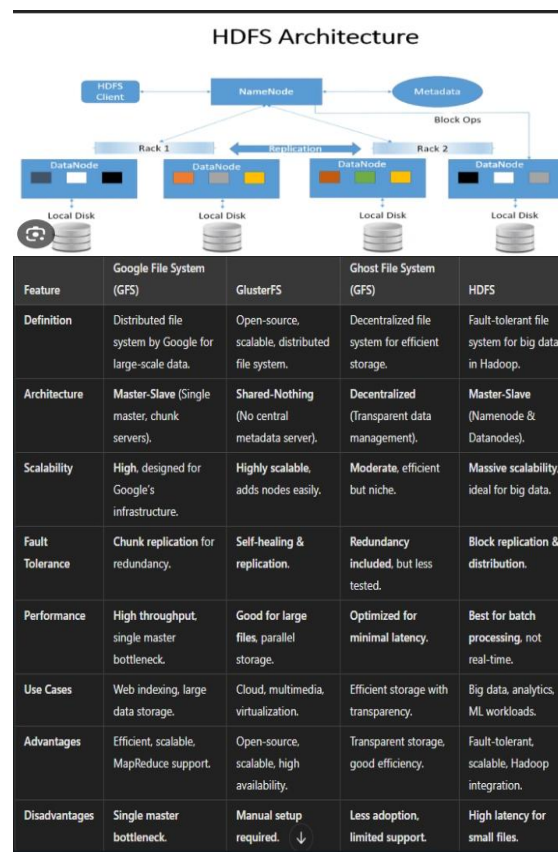 HDFS Architecture
HDFS
Client
NameNode
Metadata
Block Ops
Rack 1
Replication
Rack 2
DataNode
DataNode
DataNode
DataNode
Local Disk
Local Disk
Local Disk
Local Disk
Feature
Google File System
(GFS)
GlusterFS
Ghost File System
(GFS)
HDFS
Definition
Distributed file
system by Google for
large-scale data.
Open-source,
scalable, distributed
file system.
Decentralized file
system for efficient
storage.
Fault-tolerant file
system for big data
in Hadoop.
Architecture
Master-Slave (Single
master, chunk
servers).
Shared-Nothing
(No central
metadata server).
Decentralized
(Transparent data
management).
Master-Slave
(Namenode &
Datanodes).
Scalability
High, designed for
Google's
infrastructure.
Highly scalable,
adds nodes easily.
Moderate, efficient
but niche.
Massive scalability,
ideal for big data.
Fault
Tolerance
Chunk replication for
redundancy.
Self-healing &
replication.
Redundancy
included, but less
tested.
Block replication &
distribution.
Performance
High throughput,
single master
bottleneck.
Good for large
files, parallel
storage.
Optimized for
minimal latency.
Best for batch
processing, not
real-time.
Use Cases
Web indexing, large
data storage.
Cloud, multimedia,
virtualization.
Efficient storage with
transparency.
Big data, analytics,
ML workloads.
Advantages
Efficient, scalable,
MapReduce support.
Open-source,
scalable, high
availability.
Transparent storage,
good efficiency.
Fault-tolerant,
scalable, Hadoop
integration.
Disadvantages
Single master
bottleneck.
Manual setup
required.
Less adoption,
limited support.
High latency for
small files.